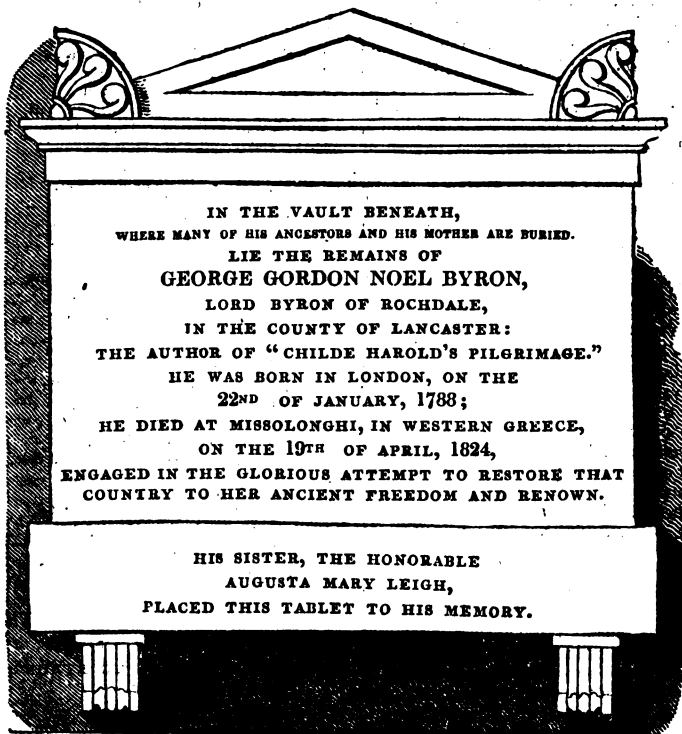 IN THE VAULT BENEATH,
WHERE MANY OF HIS ANCESTORS AND HIS MOTHER ARE BURIED.
LIE THE REMAINS OF
GEORGE GORDON NOEL BYRON,
LORD BYRON OF ROCHDALE,
IN THE COUNTY OF LANCASTER:
THE AUTHOR OF "CHILDE HAROLD'S PILGRIMAGE."
HE WAS BORN IN LONDON, ON THE
22ND OF JANUARY, 1788;
HE DIED AT MISSOLONGHI, IN WESTERN GREECE,
ON THE 19TH OF APRIL, 1824,
ENGAGED IN THE GLORIOUS ATTEMPT TO RESTORE THAT
COUNTRY TO HER ANCIENT FREEDOM AND RENOWN.
HIS SISTER, THE HONORABLE
AUGUSTA MARY LEIGH,
PLACED THIS TABLET TO HIS MEMORY.